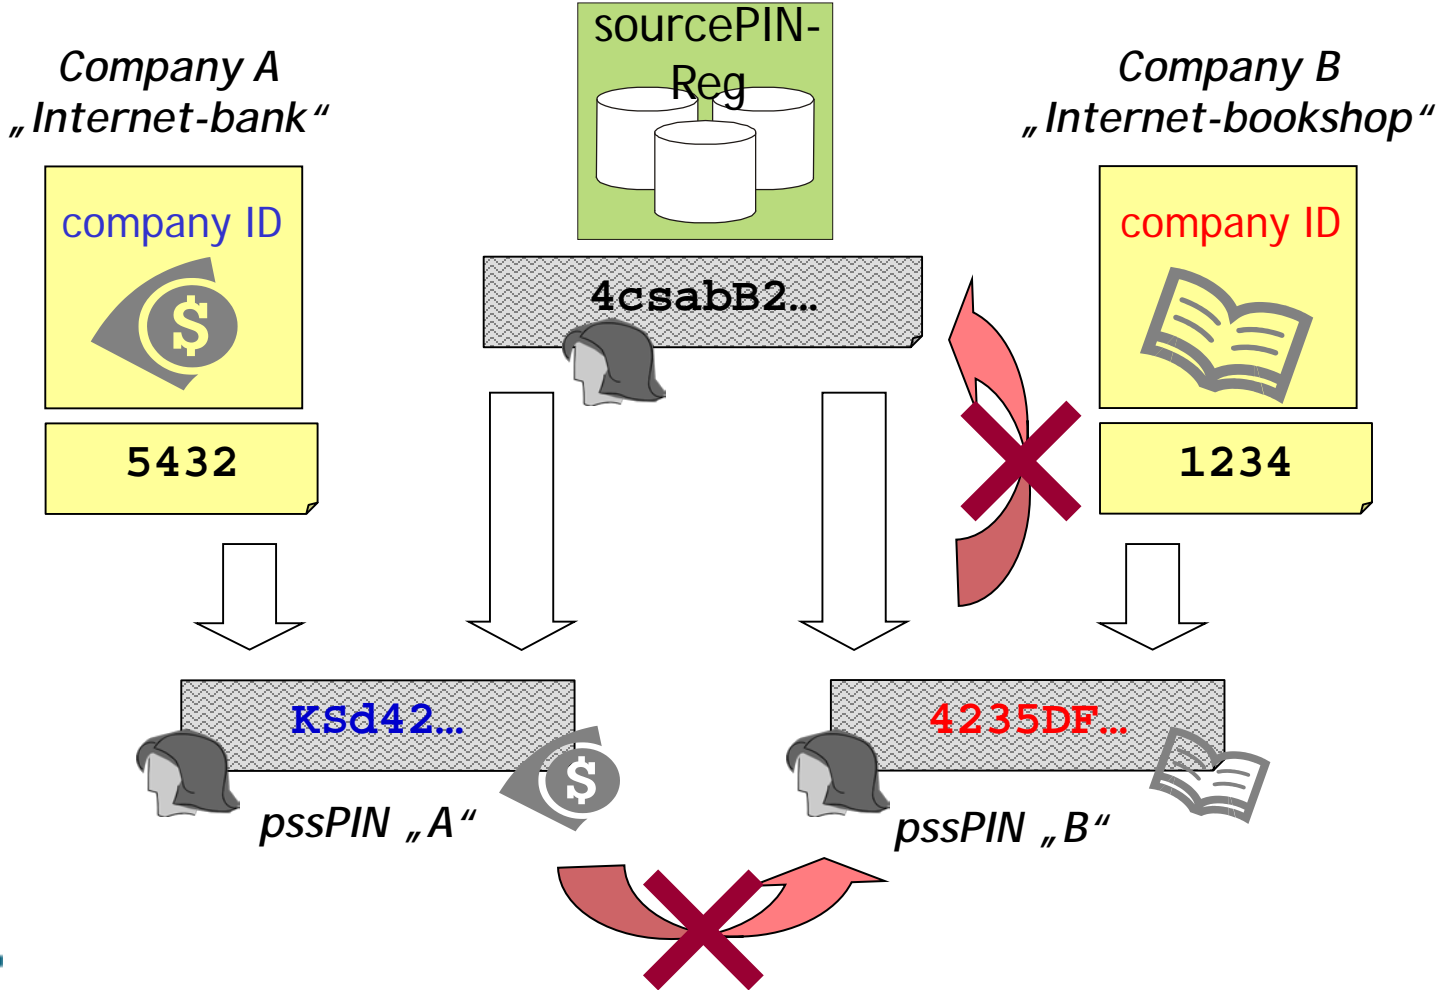 sourcePIN-
Reg
Company A
„Internet-bank“
Company B
„Internet-bookshop“
company ID
$
company ID
4csabB2…
5432
1234
KSd42…
$
4235DF…
pssPIN „A“
pssPIN „B“